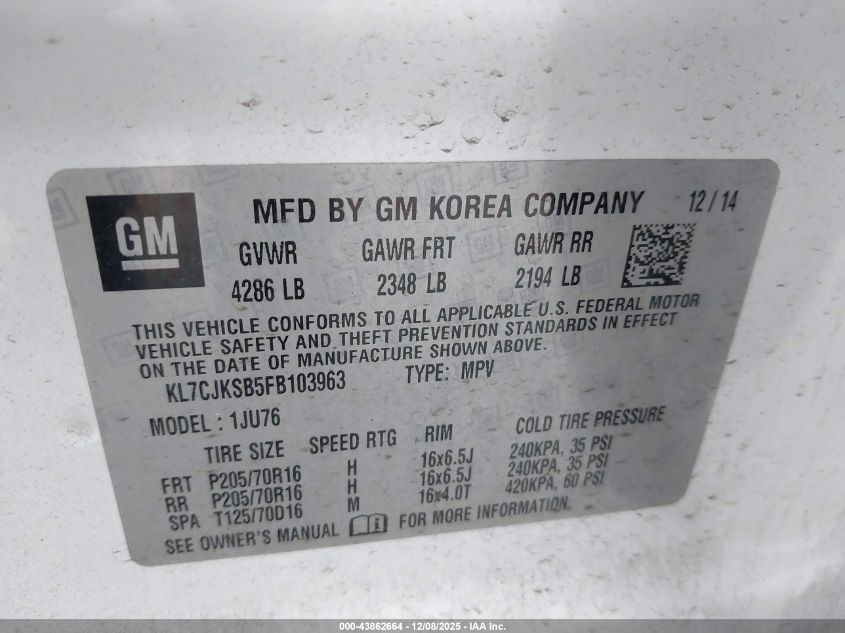 GM
MFD BY GM KOREA COMPANY 12/14
GVWR GAWR FRT GAWR RR
4286 LB 2348 LB 2194 LB
THIS VEHICLE CONFORMS TO ALL APPLICABLE U.S. FEDERAL MOTOR
VEHICLE SAFETY AND THEFT PREVENTION STANDARDS IN EFFECT
ON THE DATE OF MANUFACTURE SHOWN ABOVE.
KL7CJKSB5FB103963 TYPE: MPV
MODEL : 1JU76
TIRE SIZE SPEED RTG RIM COLD TIRE PRESSURE
FRT P205/70R16 H 16x6.5J 240KPA, 35 PSI
RR P205/70R16 H 16x6.5J 240KPA, 35 PSI
SPA T125/70D16 M 16x4.0T 420KPA, 60 PSI
SEE OWNER'S MANUAL FOR MORE INFORMATION.
000-43862664 - 12/08/2025 - IAA Inc.